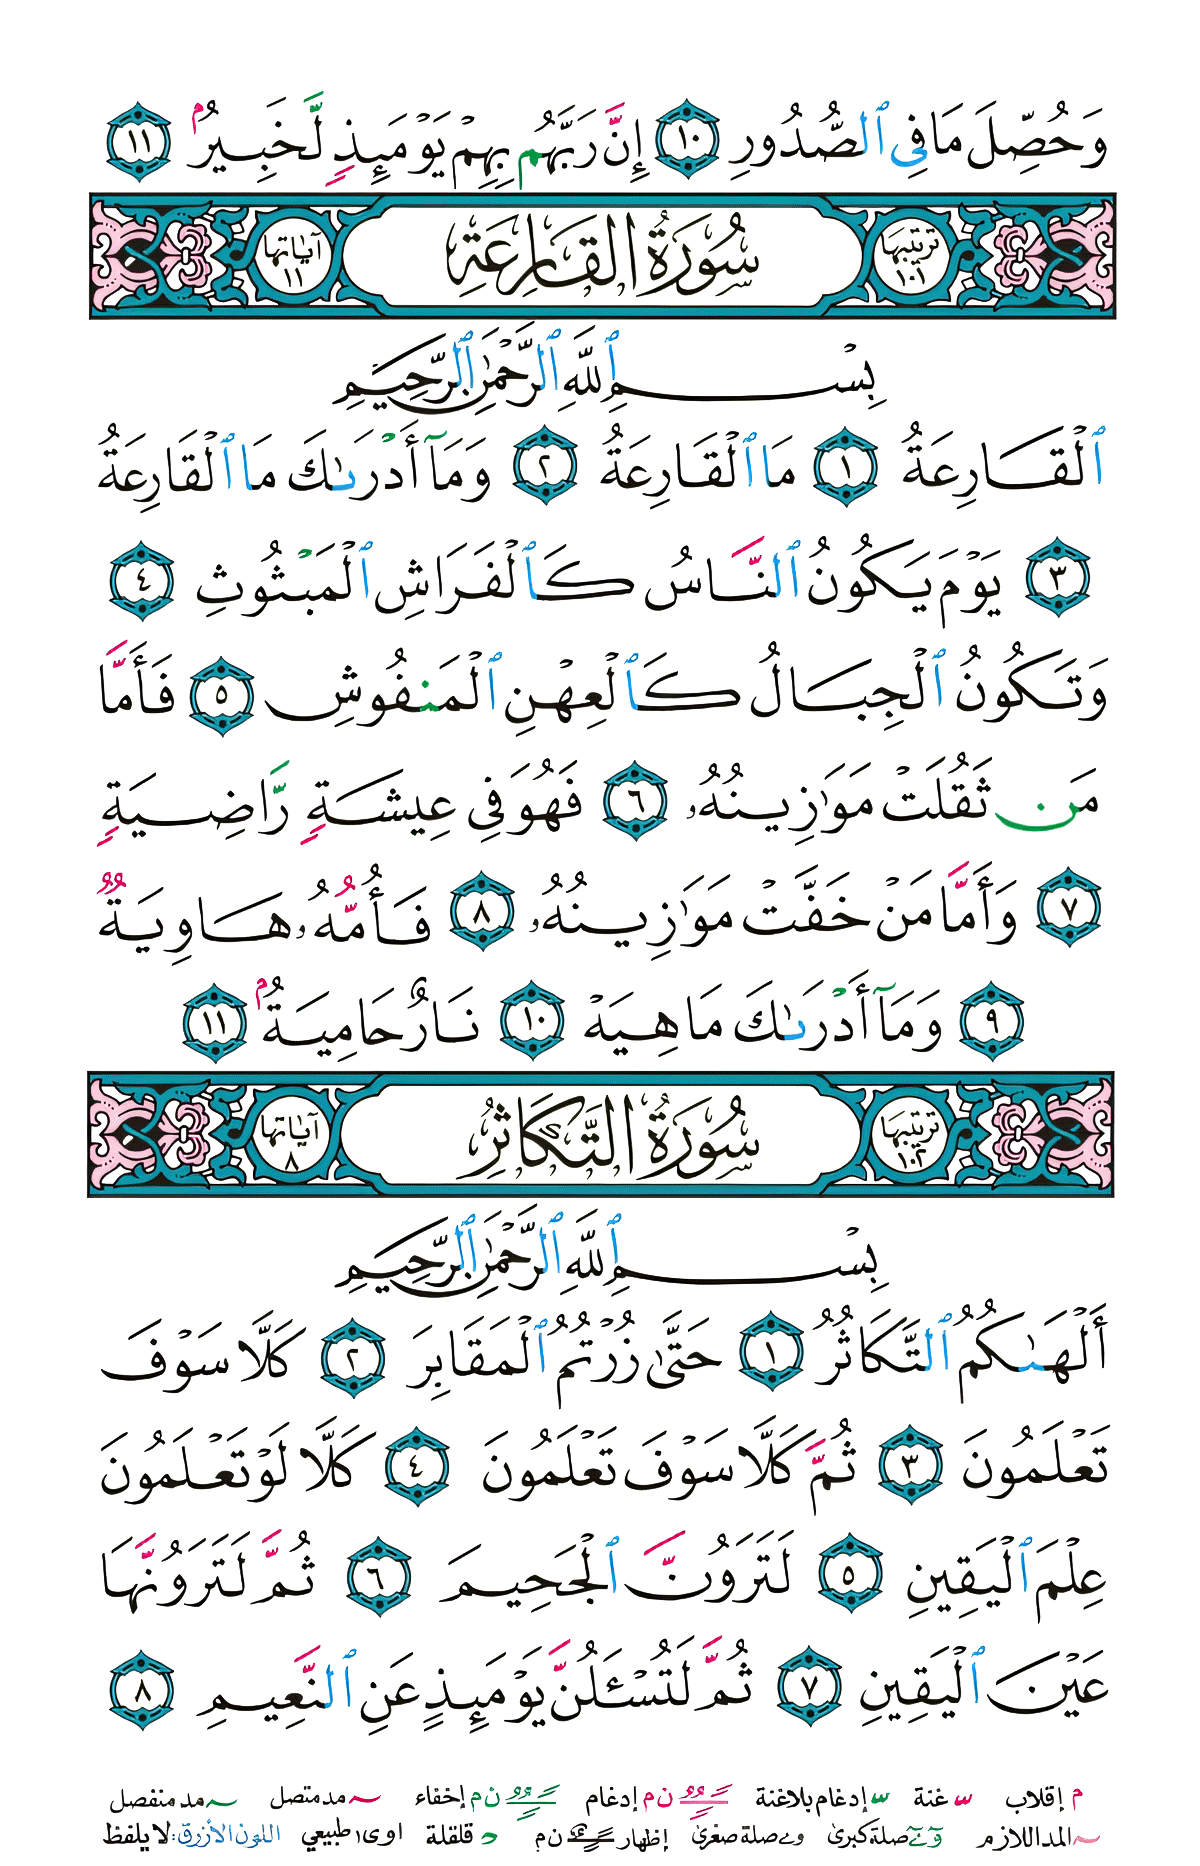 وَحُصِّلَ مَا فِي ٱلصُّدُورِ ١٠ إِنَّ رَبَّهُم بِهِمْ يَوْمَئِذٍ لَّخَبِيرٌۢ ١١
ترتيبها ١٠١ سُورَةُ القَارِعَةِ آياتها ١١
بِسْمِ ٱللَّهِ ٱلرَّحْمَٰنِ ٱلرَّحِيمِ
ٱلْقَارِعَةُ ١ مَا ٱلْقَارِعَةُ ٢ وَمَآ أَدْرَىٰكَ مَا ٱلْقَارِعَةُ
٣ يَوْمَ يَكُونُ ٱلنَّاسُ كَٱلْفَرَاشِ ٱلْمَبْثُوثِ ٤
وَتَكُونُ ٱلْجِبَالُ كَٱلْعِهْنِ ٱلْمَنفُوشِ ٥ فَأَمَّا
مَن ثَقُلَتْ مَوَٰزِينُهُۥ ٦ فَهُوَ فِي عِيشَةٍ رَّاضِيَةٍ
٧ وَأَمَّا مَنْ خَفَّتْ مَوَٰزِينُهُۥ ٨ فَأُمُّهُۥ هَاوِيَةٌ
٩ وَمَآ أَدْرَىٰكَ مَا هِيَهْ ١٠ نَارٌ حَامِيَةٌۢ ١١
ترتيبها ١٠٢ سُورَةُ التَّكَاثُرِ آياتها ٨
بِسْمِ ٱللَّهِ ٱلرَّحْمَٰنِ ٱلرَّحِيمِ
أَلْهَىٰكُمُ ٱلتَّكَاثُرُ ١ حَتَّىٰ زُرْتُمُ ٱلْمَقَابِرَ ٢ كَلَّا سَوْفَ
تَعْلَمُونَ ٣ ثُمَّ كَلَّا سَوْفَ تَعْلَمُونَ ٤ كَلَّا لَوْ تَعْلَمُونَ
عِلْمَ ٱلْيَقِينِ ٥ لَتَرَوُنَّ ٱلْجَحِيمَ ٦ ثُمَّ لَتَرَوُنَّهَا
عَيْنَ ٱلْيَقِينِ ٧ ثُمَّ لَتُسْـَٔلُنَّ يَوْمَئِذٍ عَنِ ٱلنَّعِيمِ ٨
م إقلاب غنة إدغام بلاغنة ن م إدغام ن م إخفاء مد متصل مد منفصل
المد اللازم صلة كبرى و ے صلة صغرى إظهار ن م قلقلة ا و ى طبيعي اللون الأزرق: لا يلفظ